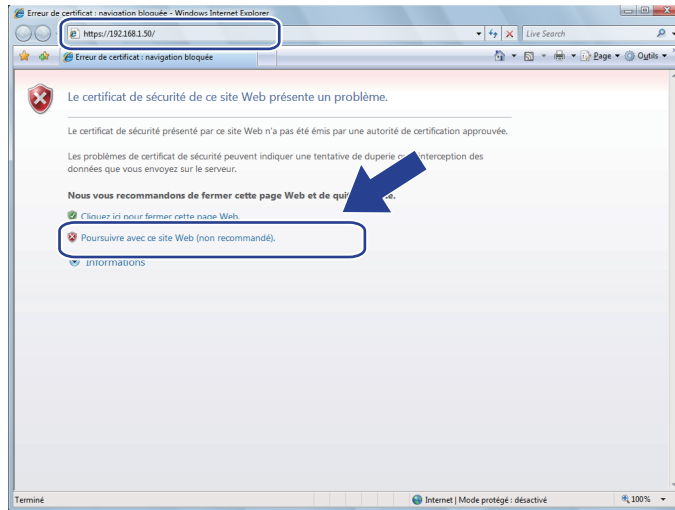 Erreur de certificat : navigation bloquée - Windows Internet Explorer
https://192.168.1.50/
Live Search
Erreur de certificat : navigation bloquée
Page
Outils
Le certificat de sécurité de ce site Web présente un problème.
Le certificat de sécurité présenté par ce site Web n'a pas été émis par une autorité de certification approuvée.
Les problèmes de certificat de sécurité peuvent indiquer une tentative de duperie interception des
données que vous envoyez sur le serveur.
Nous vous recommandons de fermer cette page Web et de
Cliquez ici pour fermer cette page Web.
Poursuivre avec ce site Web (non recommandé).
Informations
Terminé
Internet | Mode protégé : désactivé
100%